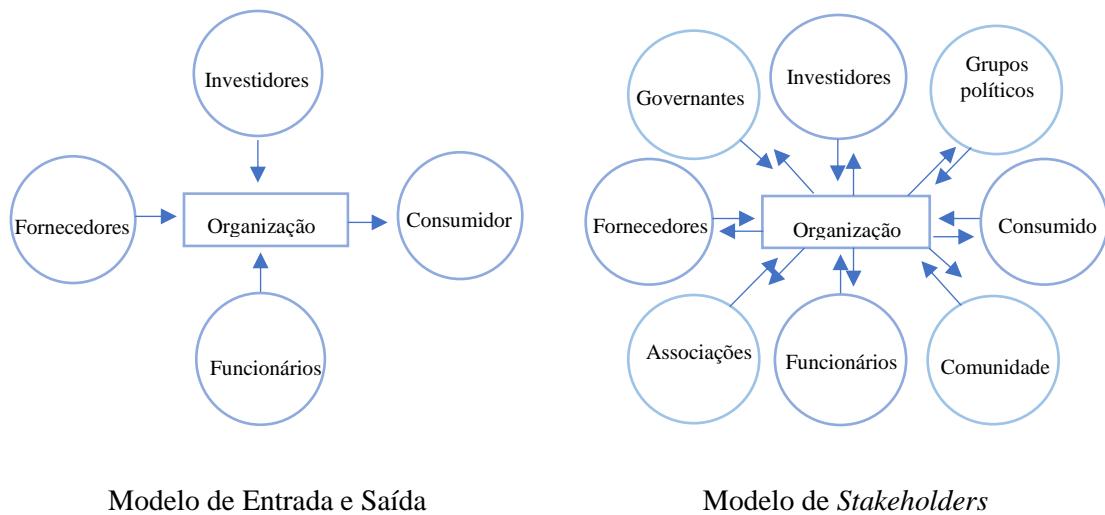 Investidores
Fornecedores
Organização
Consumidor
Funcionários
Modelo de Entrada e Saída
Governantes
Investidores
Grupos
políticos
Fornecedores
Organização
Consumido
Associações
Funcionários
Comunidade
Modelo de Stakeholders